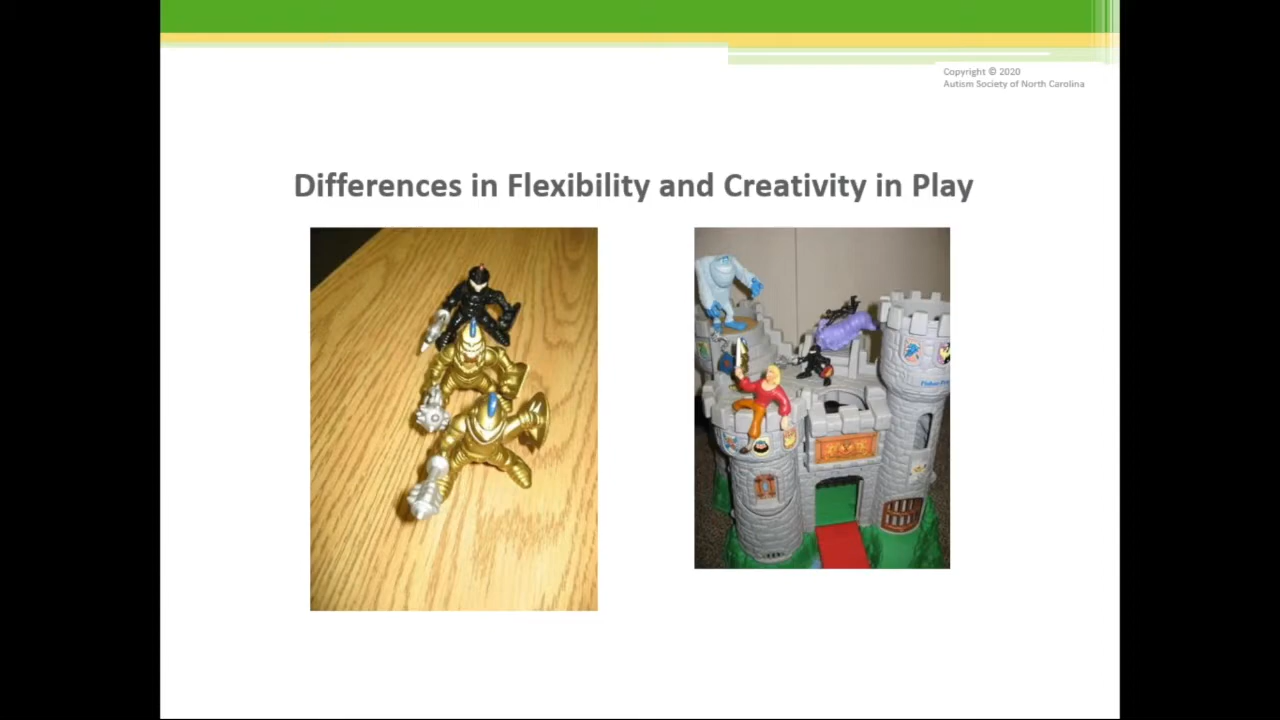 Copyright © 2020
Autism Society of North Carolina
Differences in Flexibility and Creativity in Play